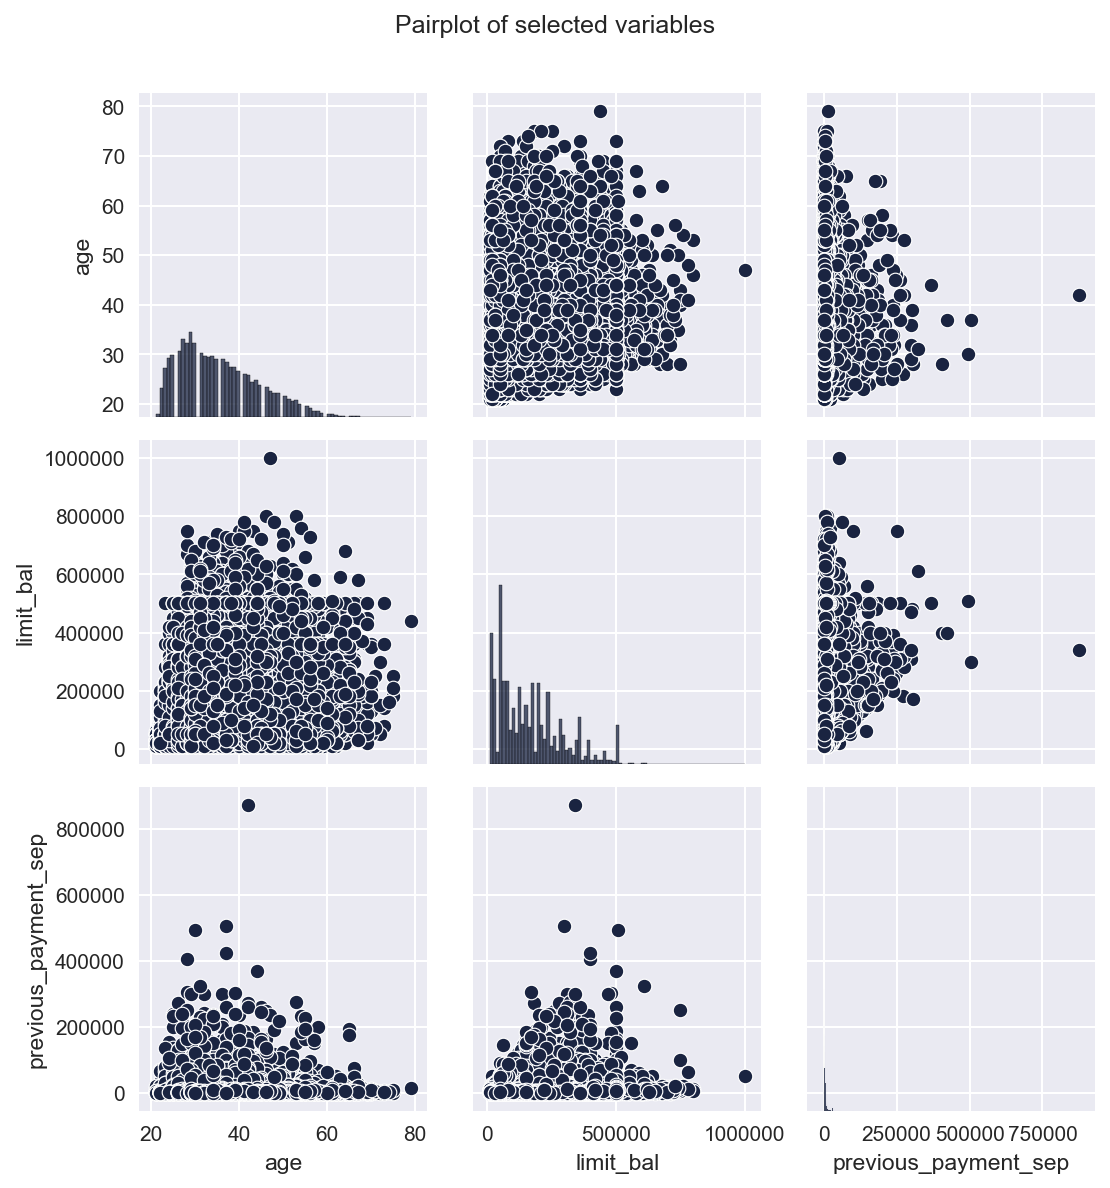 Pairplot of selected variables
80
70
60
50
40
30
20
age
1000000
800000
600000
400000
200000
0
limit_bal
800000
600000
400000
200000
0
previous_payment_sep
20 40 60 80
age
0 500000 1000000
limit_bal
0 250000 500000 750000
previous_payment_sep